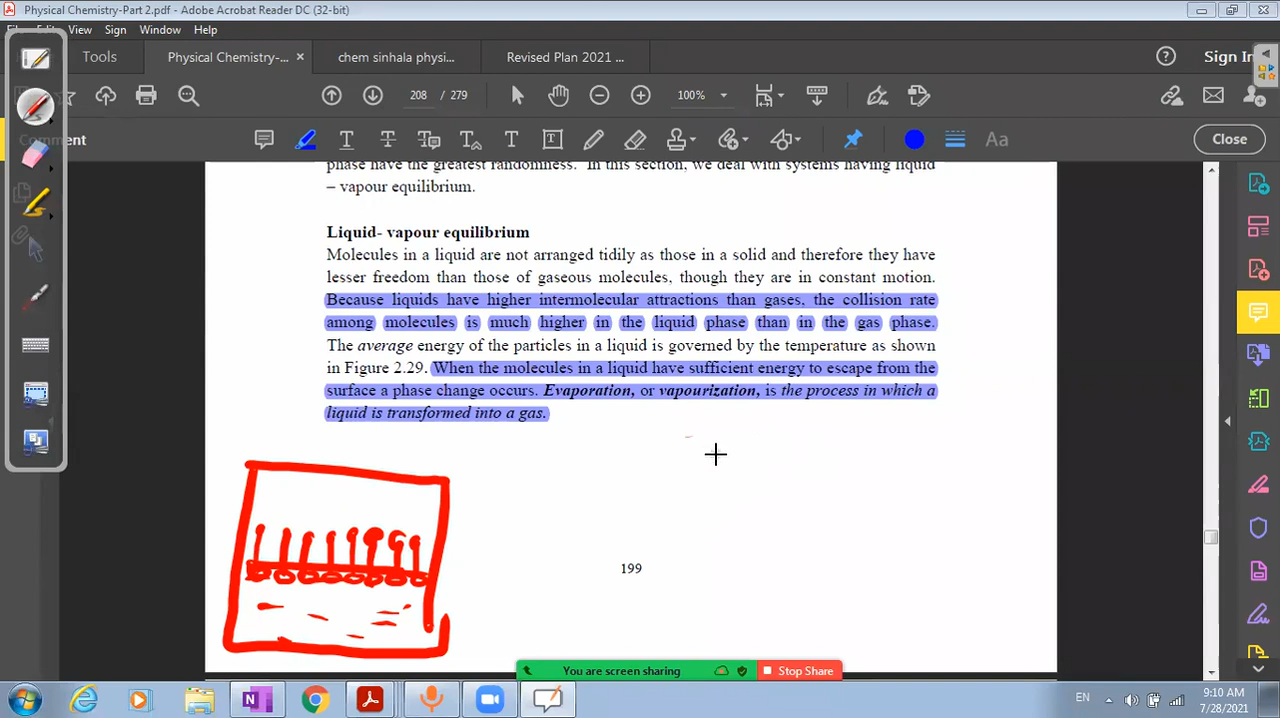 Physical Chemistry-Part 2.pdf - Adobe Acrobat Reader DC (32-bit)
View Sign Window Help
Tools Physical Chemistry-... × chem sinhala physi... Revised Plan 2021 ... Sign In
208 / 279 100%
Comment Close
phase have the greatest randomness. In this section, we deal with systems having liquid
– vapour equilibrium.
Liquid- vapour equilibrium
Molecules in a liquid are not arranged tidily as those in a solid and therefore they have
lesser freedom than those of gaseous molecules, though they are in constant motion.
Because liquids have higher intermolecular attractions than gases, the collision rate
among molecules is much higher in the liquid phase than in the gas phase.
The average energy of the particles in a liquid is governed by the temperature as shown
in Figure 2.29. When the molecules in a liquid have sufficient energy to escape from the
surface a phase change occurs. Evaporation, or vapourization, is the process in which a
liquid is transformed into a gas.
199
You are screen sharing Stop Share
EN 9:10 AM
7/28/2021